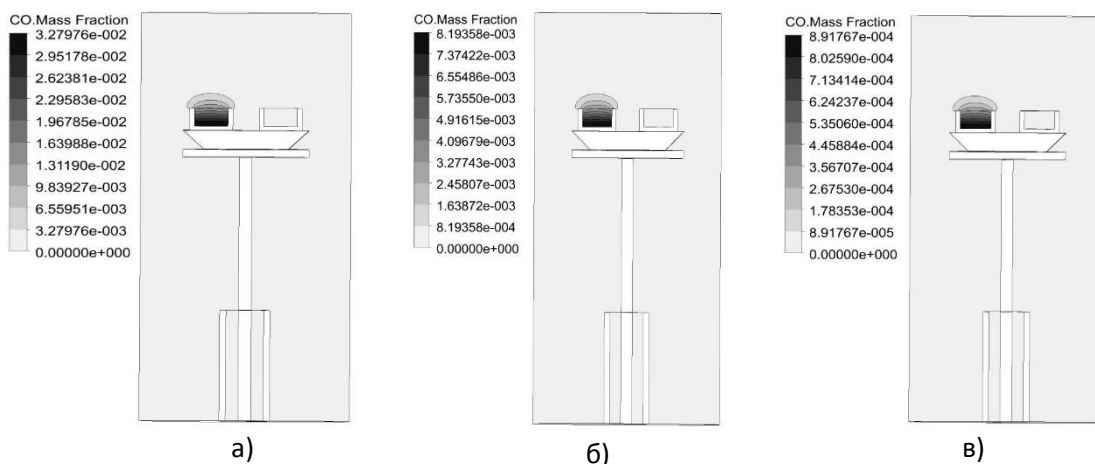 CO.Mass Fraction
3.27976e-002
2.95178e-002
2.62381e-002
2.29583e-002
1.96785e-002
1.63988e-002
1.31190e-002
9.83927e-003
6.55951e-003
3.27976e-003
0.00000e+000
а)
CO.Mass Fraction
8.19358e-003
7.37422e-003
6.55486e-003
5.73550e-003
4.91615e-003
4.09679e-003
3.27743e-003
2.45807e-003
1.63872e-003
8.19358e-004
0.00000e+000
б)
CO.Mass Fraction
8.91767e-004
8.02590e-004
7.13414e-004
6.24237e-004
5.35060e-004
4.45884e-004
3.56707e-004
2.67530e-004
1.78353e-004
8.91767e-005
0.00000e+000
в)